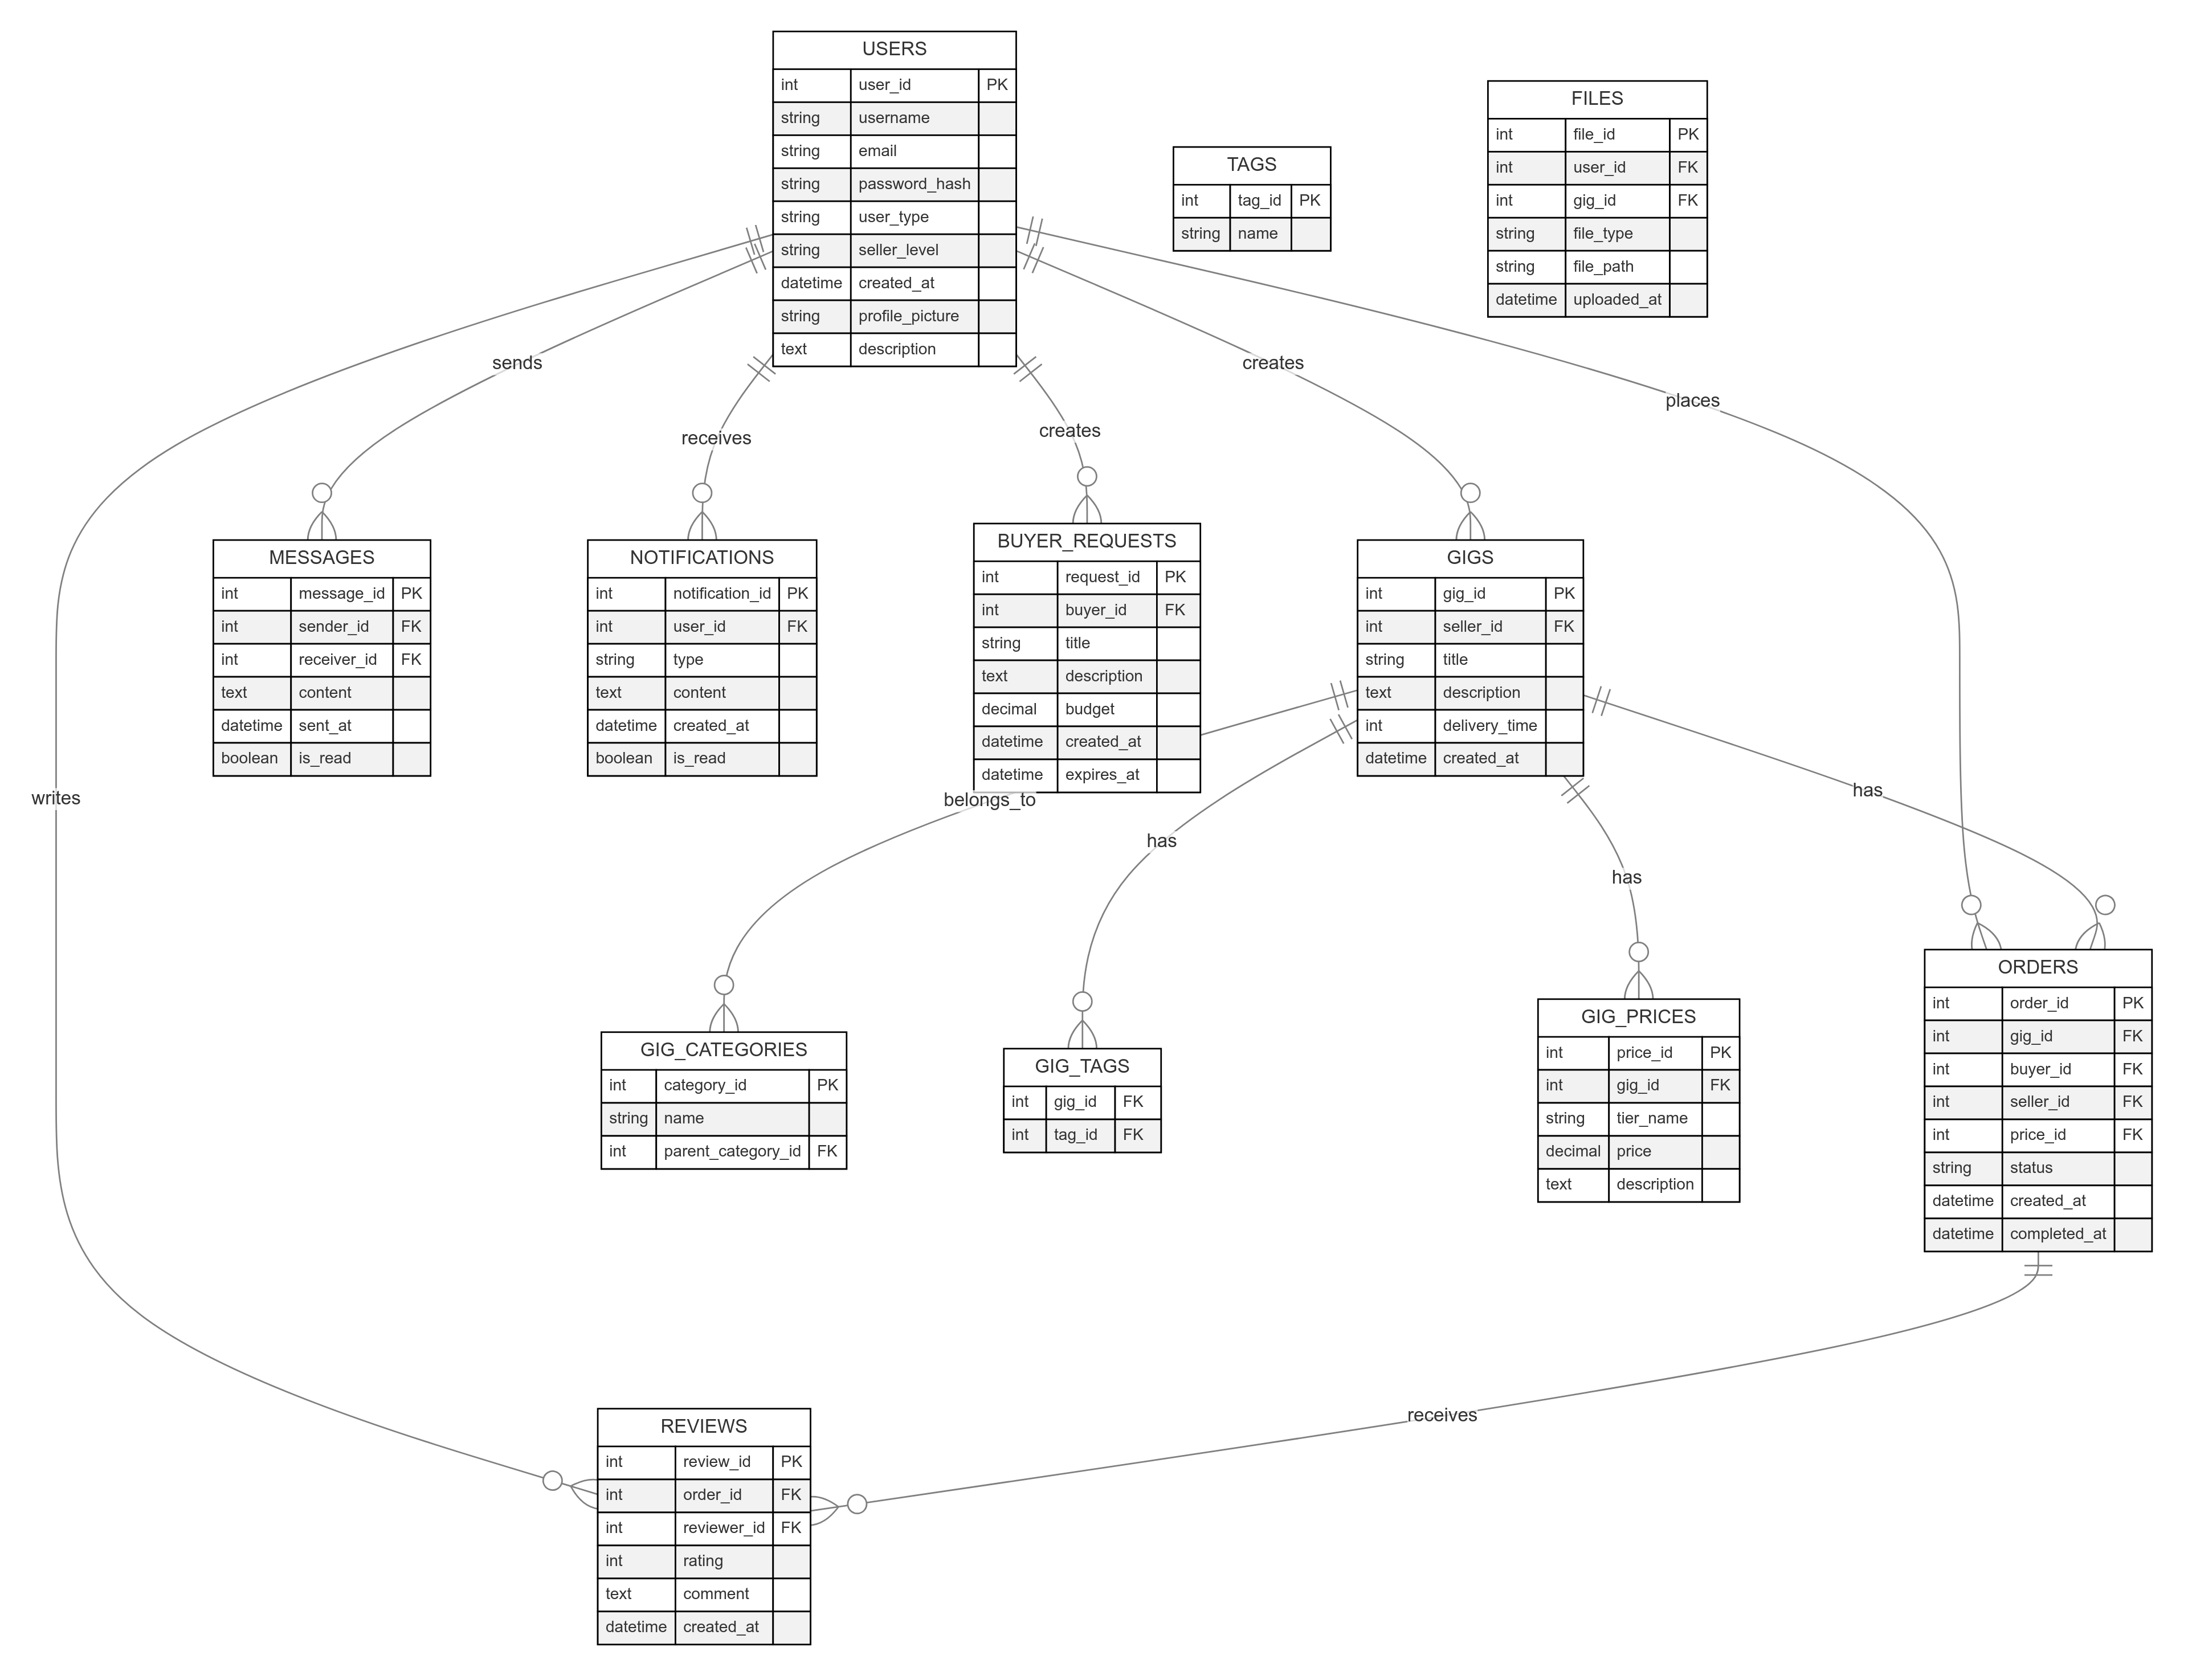 USERS
int user_id PK
string username
string email
string password_hash
string user_type
string seller_level
datetime created_at
string profile_picture
text description
TAGS
int tag_id PK
string name
FILES
int file_id PK
int user_id FK
int gig_id FK
string file_type
string file_path
datetime uploaded_at
sends
receives
creates
creates
places
MESSAGES
int message_id PK
int sender_id FK
int receiver_id FK
text content
datetime sent_at
boolean is_read
NOTIFICATIONS
int notification_id PK
int user_id FK
string type
text content
datetime created_at
boolean is_read
BUYER_REQUESTS
int request_id PK
int buyer_id FK
string title
text description
decimal budget
datetime created_at
datetime expires_at
GIGS
int gig_id PK
int seller_id FK
string title
text description
int delivery_time
datetime created_at
writes
belongs_to
has
has
has
GIG_CATEGORIES
int category_id PK
string name
int parent_category_id FK
GIG_TAGS
int gig_id FK
int tag_id FK
GIG_PRICES
int price_id PK
int gig_id FK
string tier_name
decimal price
text description
ORDERS
int order_id PK
int gig_id FK
int buyer_id FK
int seller_id FK
int price_id FK
string status
datetime created_at
datetime completed_at
receives
REVIEWS
int review_id PK
int order_id FK
int reviewer_id FK
int rating
text comment
datetime created_at